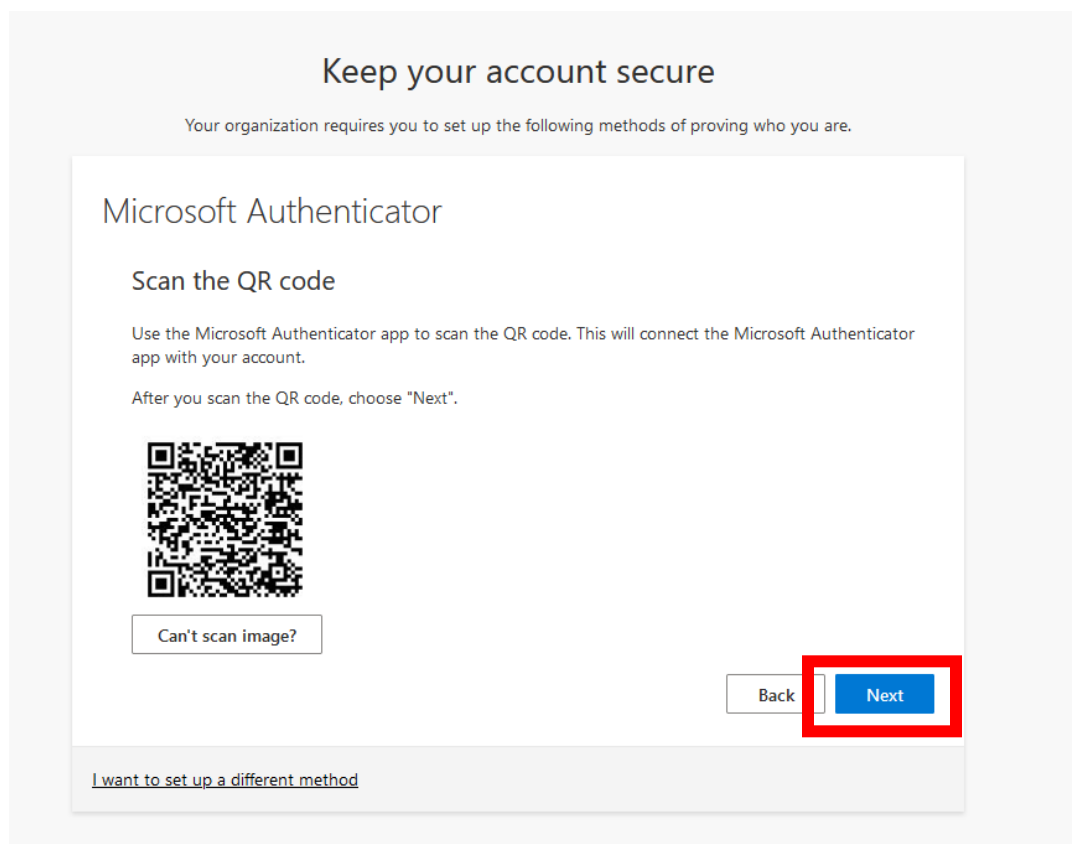 Keep your account secure
Your organization requires you to set up the following methods of proving who you are.
Microsoft Authenticator
Scan the QR code
Use the Microsoft Authenticator app to scan the QR code. This will connect the Microsoft Authenticator
app with your account.
After you scan the QR code, choose "Next".
Can't scan image?
Back
Next
I want to set up a different method